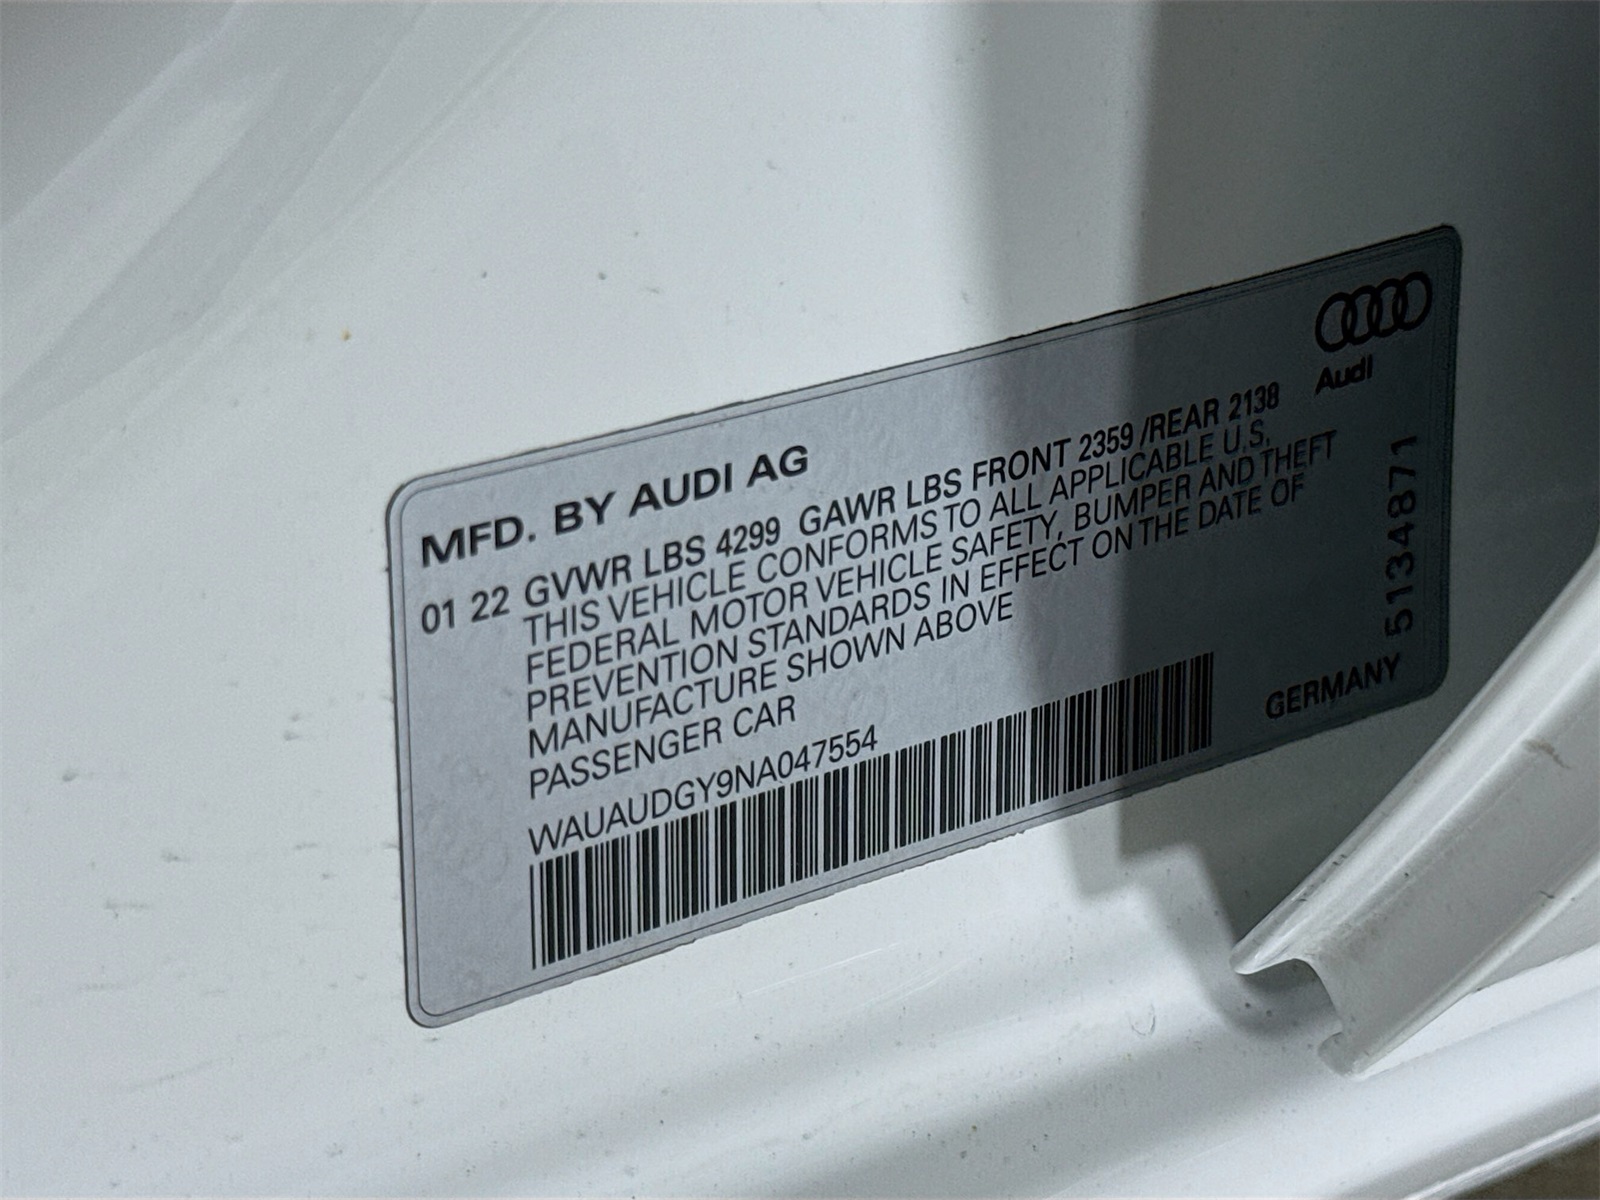 Audi
MFD. BY AUDI AG
01 22 GVWR LBS 4299 GAWR LBS FRONT 2359 /REAR 2138
THIS VEHICLE CONFORMS TO ALL APPLICABLE U.S.
FEDERAL MOTOR VEHICLE SAFETY, BUMPER AND THEFT
PREVENTION STANDARDS IN EFFECT ON THE DATE OF
MANUFACTURE SHOWN ABOVE
PASSENGER CAR
WAUAUDGY9NA047554
GERMANY
5134871